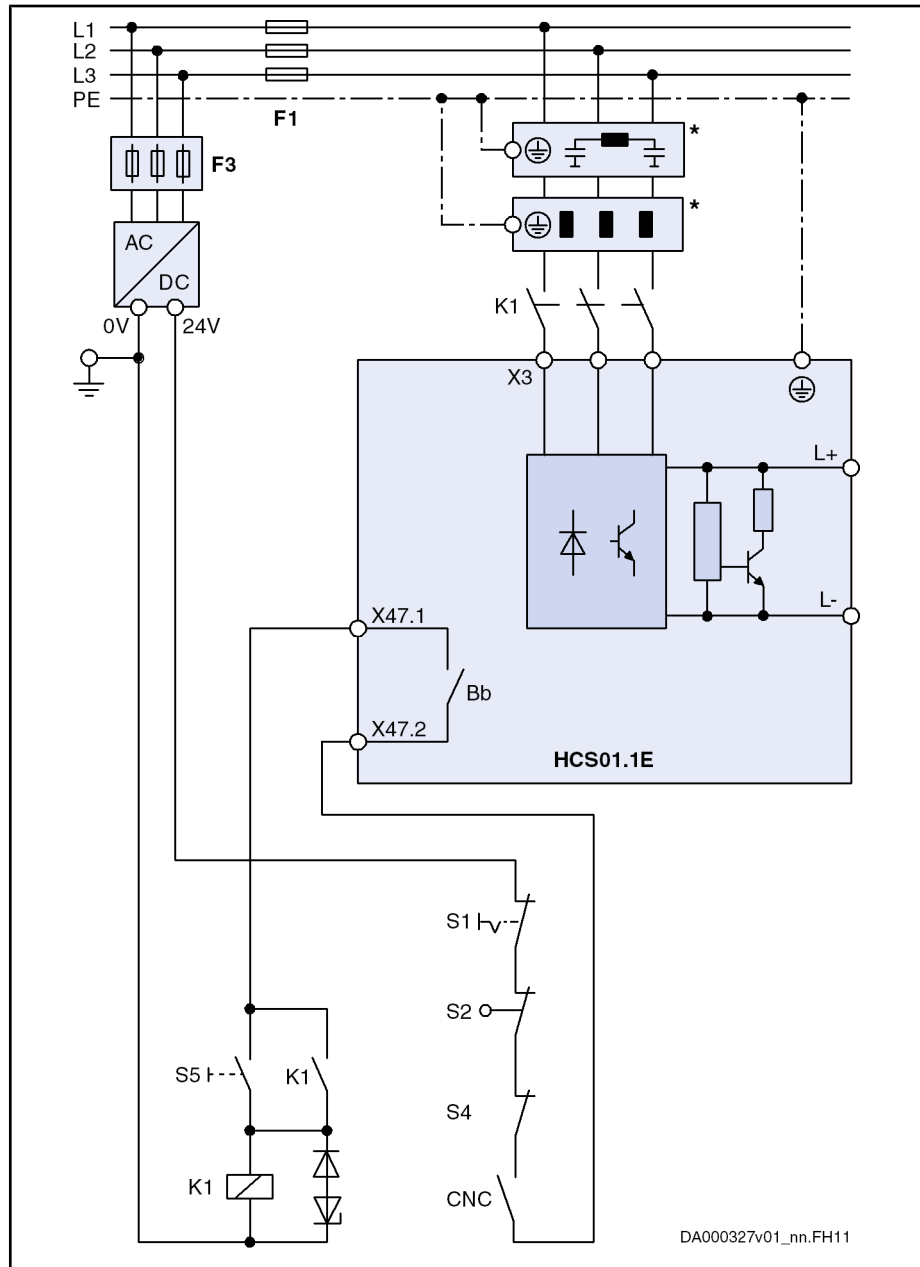 L1
L2
L3
PE
F1
*
F3
*
AC
DC
K1
0V
24V
X3
L+
L-
X47.1
Bb
X47.2
HCS01.1E
S1
S2
S5
K1
S4
K1
CNC
DA000327v01_nn.FH11